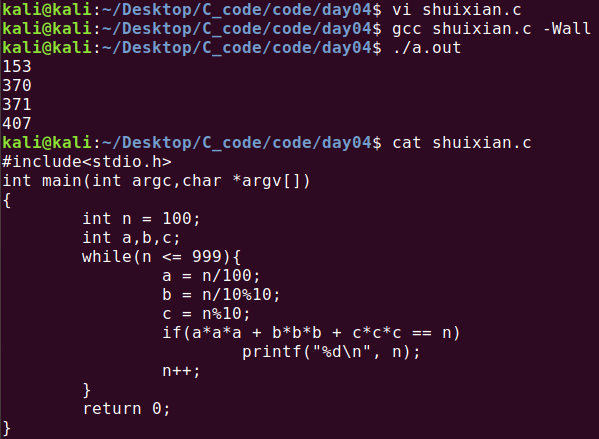 kali@kali:~/Desktop/C_code/code/day04$ vi shuixian.c
kali@kali:~/Desktop/C_code/code/day04$ gcc shuixian.c -Wall
kali@kali:~/Desktop/C_code/code/day04$ ./a.out
153
370
371
407
kali@kali:~/Desktop/C_code/code/day04$ cat shuixian.c
#include<stdio.h>
int main(int argc,char *argv[])
{
        int n = 100;
        int a,b,c;
        while(n <= 999){
                a = n/100;
                b = n/10%10;
                c = n%10;
                if(a*a*a + b*b*b + c*c*c == n)
                        printf("%d\n", n);
                n++;
        }
        return 0;
}